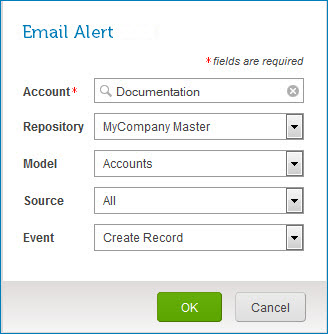 Email Alert
* fields are required
Account* Documentation
Repository MyCompany Master
Model Accounts
Source All
Event Create Record
OK Cancel